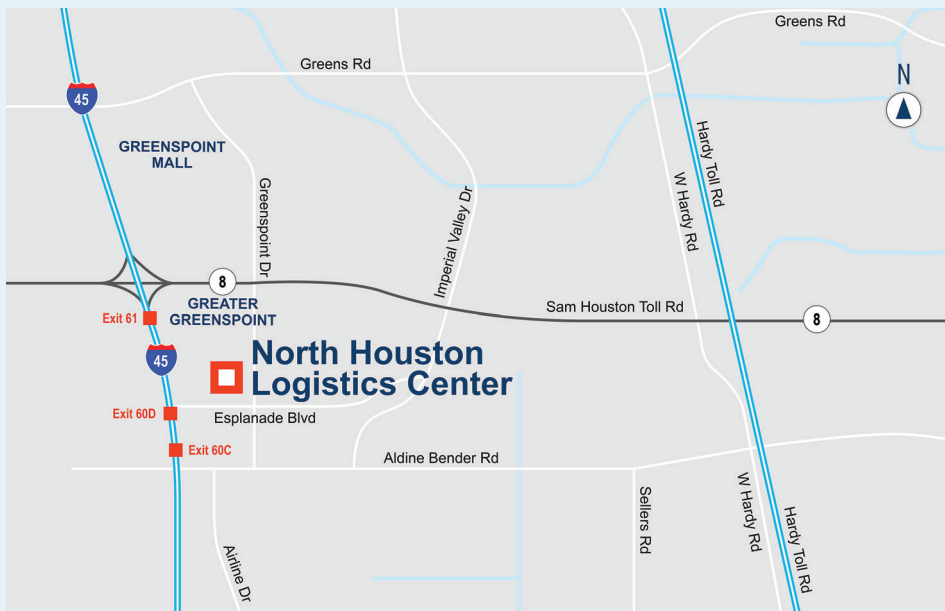 Greens Rd
Greens Rd
N
45
GREENSPOINT
MALL
Hardy Toll Rd
W Hardy Rd
Greenspoint Dr
Imperial Valley Dr
8
GREATER
GREENSPOINT
Sam Houston Toll Rd
8
Exit 61
45
North Houston
Logistics Center
Exit 60D
Esplanade Blvd
Exit 60C
Aldine Bender Rd
Sellers Rd
W Hardy Rd
Hardy Toll Rd
Airline Dr